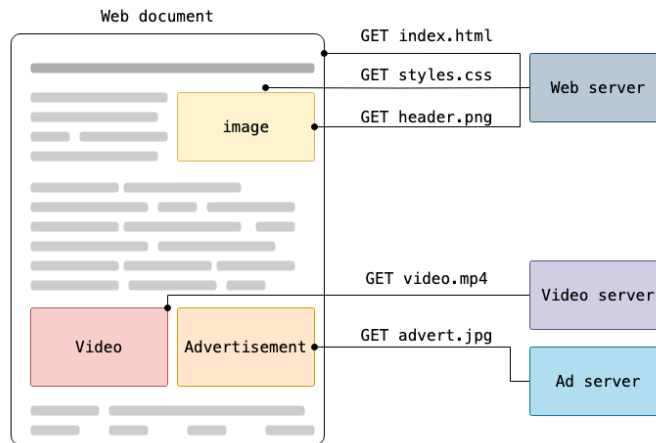 Web document
GET index.html
GET styles.css
Web server
image
GET header.png
GET video.mp4
Video server
Video
Advertisement
GET advert.jpg
Ad server